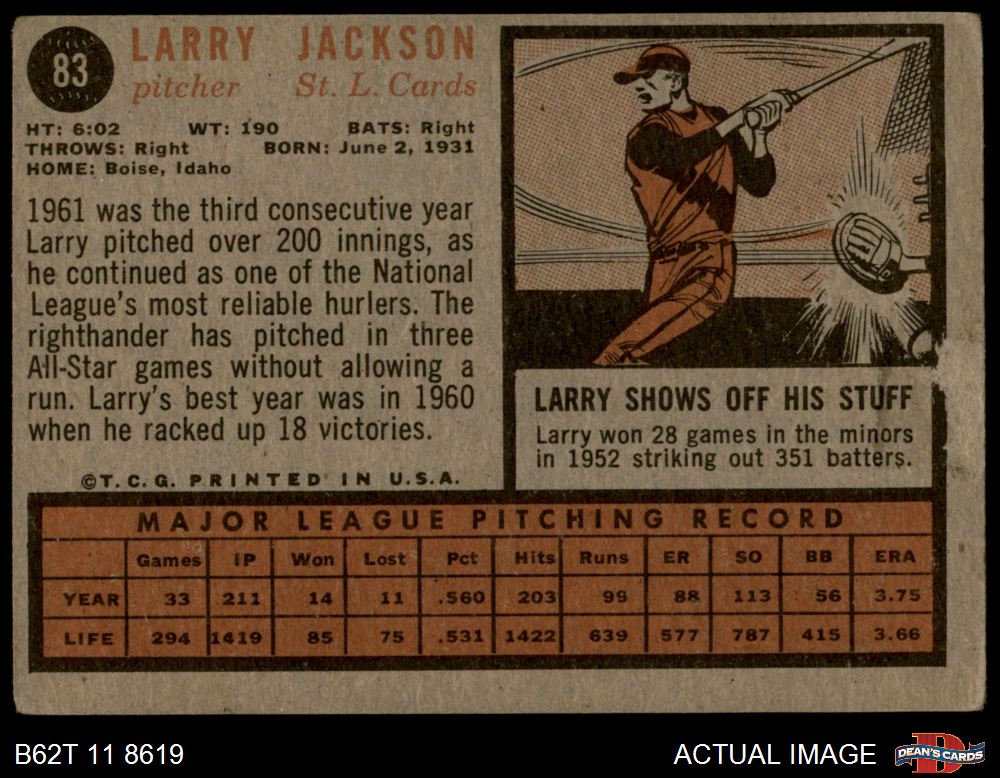 83
LARRY JACKSON
pitcher St. L. Cards
HT: 6:02 WT: 190 BATS: Right
THROWS: Right BORN: June 2, 1931
HOME: Boise, Idaho
1961 was the third consecutive year
Larry pitched over 200 innings, as
he continued as one of the National
League's most reliable hurlers. The
righthander has pitched in three
All-Star games without allowing a
run. Larry's best year was in 1960
when he racked up 18 victories.
©T.C.G. PRINTED IN U.S.A.
LARRY SHOWS OFF HIS STUFF
Larry won 28 games in the minors
in 1952 striking out 351 batters.
MAJOR LEAGUE PITCHING RECORD
Games IP Won Lost Pct Hits Runs ER SO BB ERA
YEAR 33 211 14 11 .560 203 99 88 113 56 3.75
LIFE 294 1419 85 75 .531 1422 639 577 787 415 3.66
B62T 11 8619 ACTUAL IMAGE DEAN'S CARDS